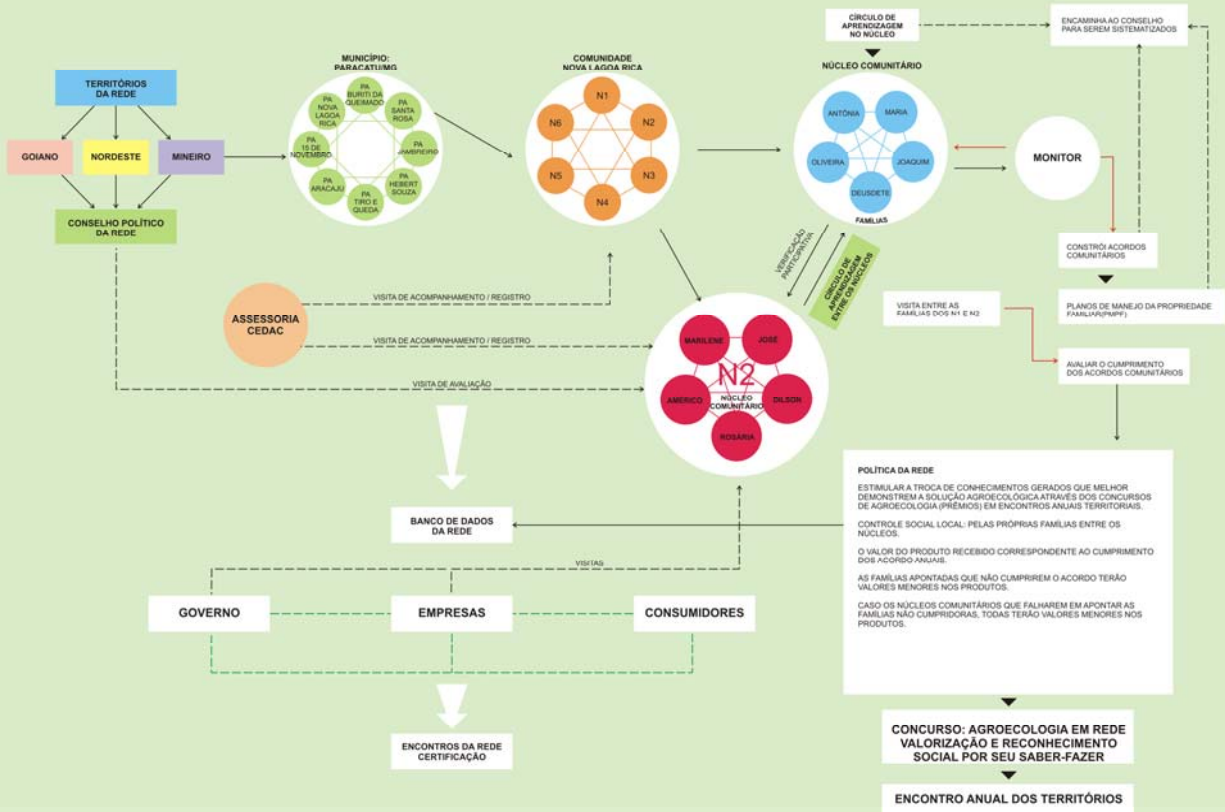 TERRITÓRIOS
DA REDE
GOIANO
NORDESTE
MINEIRO
CONSELHO POLÍTICO
DA REDE
MUNICÍPIO:
PARACATU/MG
PA
BURITI DA
QUEIMADO
PA
SANTA
ROSA
PA
PA
HEBERT
SOUZA
PA
TIRO E
QUEDA
PA
ARACAJU
PA
15 DE
NOVEMBRO
PA
NOVA
LAGOA
RICA
COMUNIDADE
NOVA LAGOA RICA
N1
N2
N3
N4
N5
N6
CÍRCULO DE
APRENDIZAGEM
NO NÚCLEO
NÚCLEO COMUNITÁRIO
ANTÔNIA
MARIA
OLIVEIRA
JOAQUIM
DEUSDETE
FAMÍLIAS
ENCAMINHA AO CONSELHO
PARA SEREM SISTEMATIZADOS
MONITOR
CONSTRÓI ACORDOS
COMUNITÁRIOS
PLANOS DE MANEJO DA PROPRIEDADE
FAMILIAR(PMPF)
VISITA ENTRE AS
FAMÍLIAS DOS N1 E N2
AVALIAR O CUMPRIMENTO
DOS ACORDOS COMUNITÁRIOS
VERIFICAÇÃO
PARTICIPATIVA
CÍRCULO DE
APRENDIZAGEM
ENTRE OS NÚCLEOS
ASSESSORIA
CEDAC
VISITA DE ACOMPANHAMENTO / REGISTRO
VISITA DE ACOMPANHAMENTO / REGISTRO
VISITA DE AVALIAÇÃO
MARILENE
JOSÉ
N2
NÚCLEO
COMUNITÁRIO
AMÉRICO
DILSON
ROSÁRIA
BANCO DE DADOS
DA REDE
VISITAS
GOVERNO
EMPRESAS
CONSUMIDORES
ENCONTROS DA REDE
CERTIFICAÇÃO
POLÍTICA DA REDE
ESTIMULAR A TROCA DE CONHECIMENTOS GERADOS QUE MELHOR
DEMONSTREM A SOLUÇÃO AGROECOLÓGICA ATRAVÉS DOS CONCURSOS
DE AGROECOLOGIA (PRÊMIOS) EM ENCONTROS ANUAIS TERRITORIAIS.
CONTROLE SOCIAL LOCAL: PELAS PRÓPRIAS FAMÍLIAS ENTRE OS
NÚCLEOS.
O VALOR DO PRODUTO RECEBIDO CORRESPONDENTE AO CUMPRIMENTO
DOS ACORDO ANUAIS.
AS FAMÍLIAS APONTADAS QUE NÃO CUMPRIREM O ACORDO TERÃO
VALORES MENORES NOS PRODUTOS.
CASO OS NÚCLEOS COMUNITÁRIOS QUE FALHAREM EM APONTAR AS
FAMÍLIAS NÃO CUMPRIDORAS, TODAS TERÃO VALORES MENORES NOS
PRODUTOS.
CONCURSO: AGROECOLOGIA EM REDE
VALORIZAÇÃO E RECONHECIMENTO
SOCIAL POR SEU SABER-FAZER
ENCONTRO ANUAL DOS TERRITÓRIOS